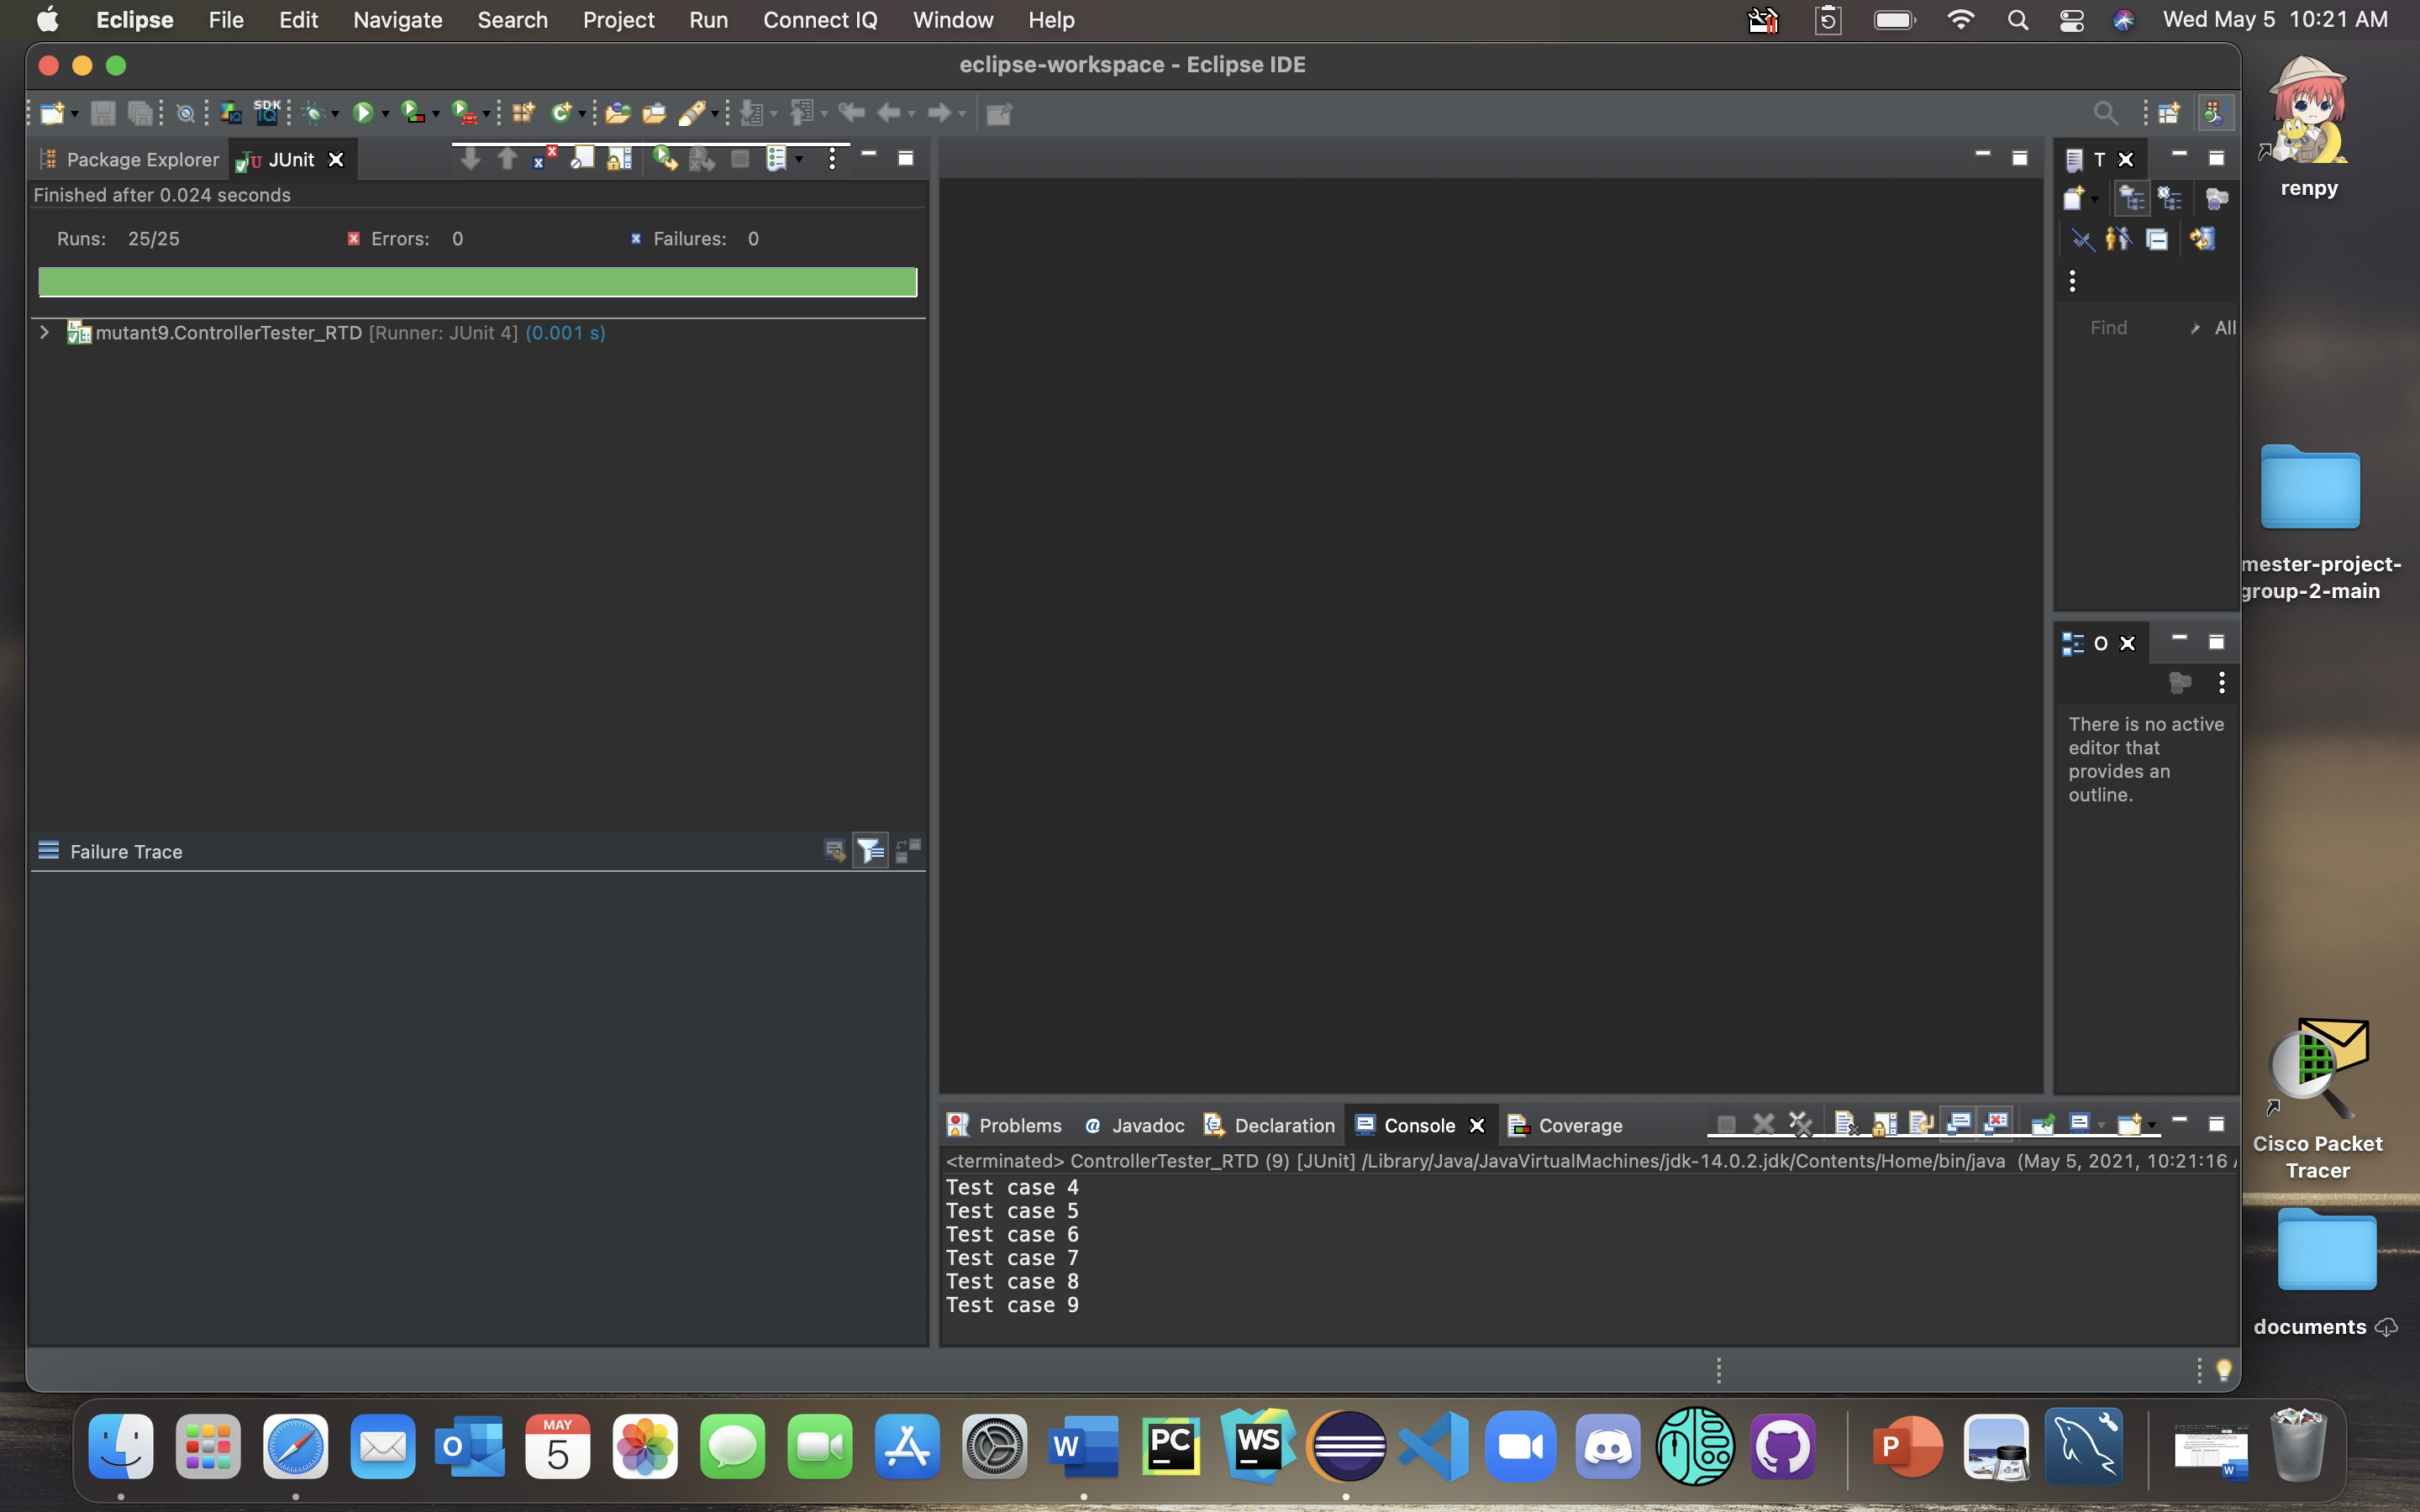 Eclipse File Edit Navigate Search Project Run Connect IQ Window Help Wed May 5 10:21 AM
eclipse-workspace - Eclipse IDE
SDK
IQ
Package Explorer JUnit
Finished after 0.024 seconds
Runs: 25/25 Errors: 0 Failures: 0
mutant9.ControllerTester_RTD [Runner: JUnit 4] (0.001 s)
Failure Trace
T
Find All
O
There is no active
editor that
provides an
outline.
Problems Javadoc Declaration Console Coverage
<terminated> ControllerTester_RTD (9) [JUnit] /Library/Java/JavaVirtualMachines/jdk-14.0.2.jdk/Contents/Home/bin/java (May 5, 2021, 10:21:16
Test case 4
Test case 5
Test case 6
Test case 7
Test case 8
Test case 9
renpy
mester-project-
group-2-main
Cisco Packet
Tracer
documents
MAY
5
O
W
PC
WS
P
W